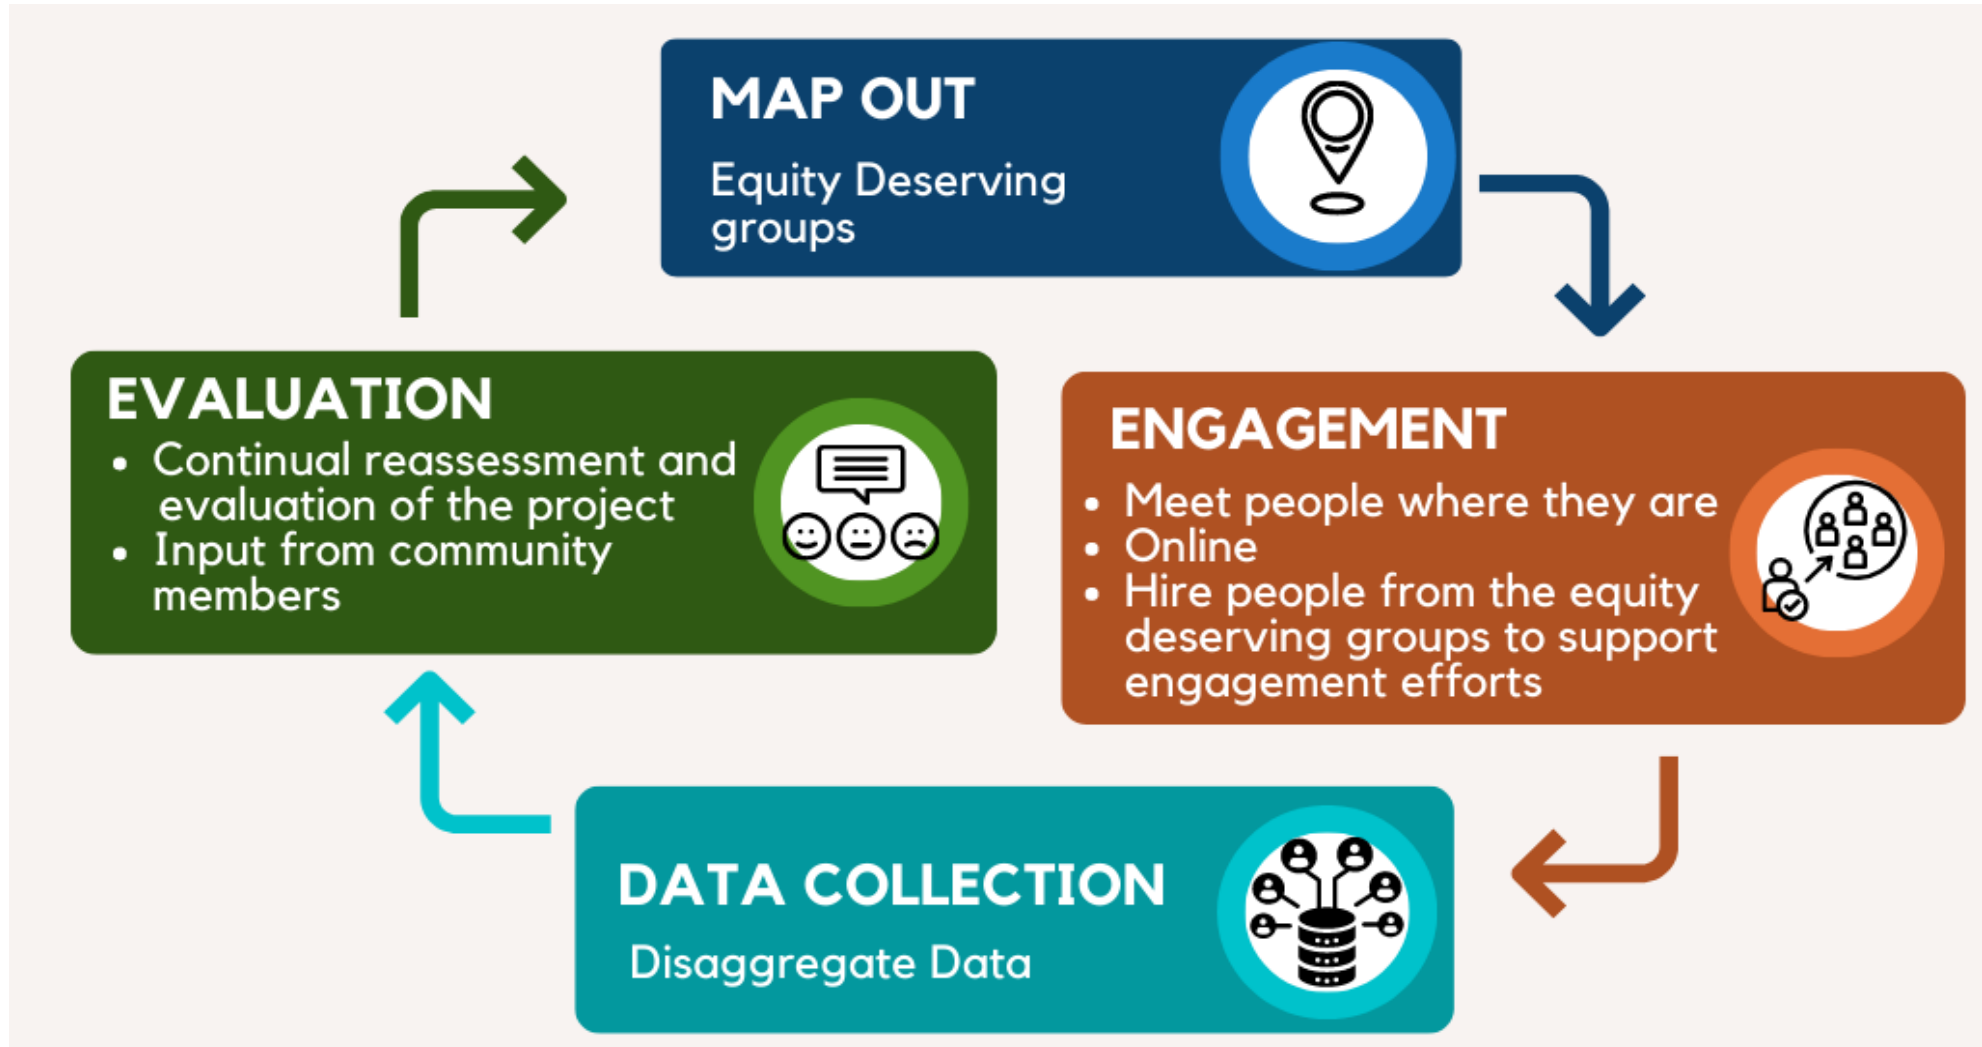 MAP OUT
Equity Deserving
groups
EVALUATION
• Continual reassessment and
evaluation of the project
• Input from community
members
ENGAGEMENT
• Meet people where they are
• Online
• Hire people from the equity
deserving groups to support
engagement efforts
DATA COLLECTION
Disaggregate Data